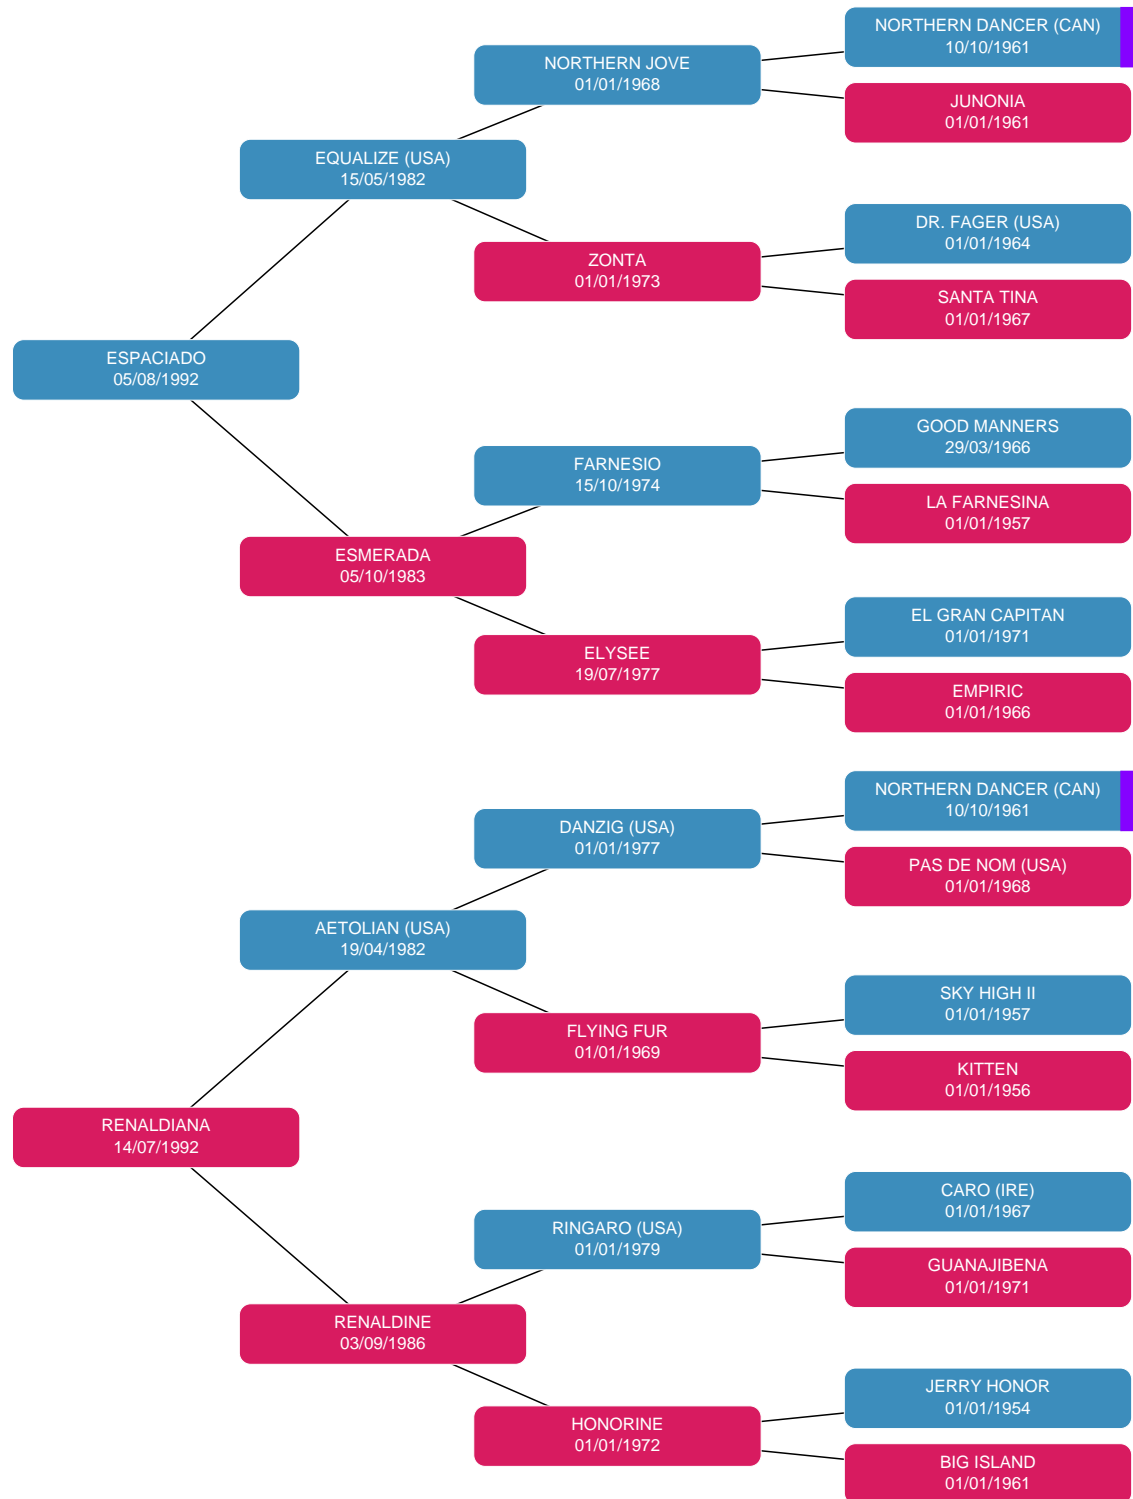 NORTHERN DANCER (CAN)
10/10/1961
NORTHERN JOVE
01/01/1968
JUNONIA
01/01/1961
EQUALIZE (USA)
15/05/1982
DR. FAGER (USA)
01/01/1964
ZONTA
01/01/1973
SANTA TINA
01/01/1967
ESPACIADO
05/08/1992
GOOD MANNERS
29/03/1966
FARNESIO
15/10/1974
LA FARNESINA
01/01/1957
ESMERADA
05/10/1983
EL GRAN CAPITAN
01/01/1971
ELYSEE
19/07/1977
EMPIRIC
01/01/1966
NORTHERN DANCER (CAN)
10/10/1961
DANZIG (USA)
01/01/1977
PAS DE NOM (USA)
01/01/1968
AETOLIAN (USA)
19/04/1982
SKY HIGH II
01/01/1957
FLYING FUR
01/01/1969
KITTEN
01/01/1956
RENALDIANA
14/07/1992
CARO (IRE)
01/01/1967
RINGARO (USA)
01/01/1979
GUANAJIBENA
01/01/1971
RENALDINE
03/09/1986
JERRY HONOR
01/01/1954
HONORINE
01/01/1972
BIG ISLAND
01/01/1961